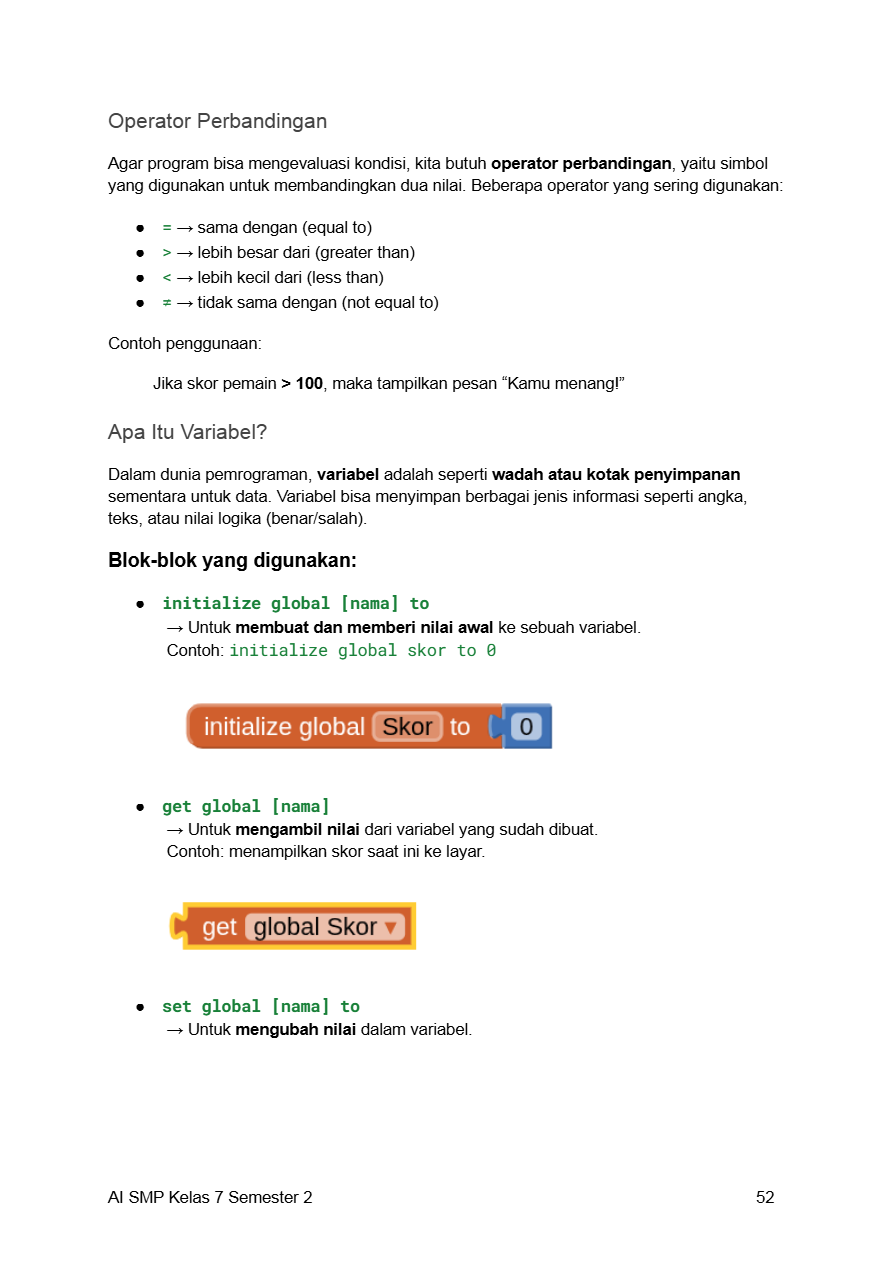 Operator Perbandingan
Agar program bisa mengevaluasi kondisi, kita butuh operator perbandingan, yaitu simbol
yang digunakan untuk membandingkan dua nilai. Beberapa operator yang sering digunakan:
● = → sama dengan (equal to)
● > → lebih besar dari (greater than)
● < → lebih kecil dari (less than)
● ≠ → tidak sama dengan (not equal to)
Contoh penggunaan:
Jika skor pemain > 100, maka tampilkan pesan “Kamu menang!”
Apa Itu Variabel?
Dalam dunia pemrograman, variabel adalah seperti wadah atau kotak penyimpanan
sementara untuk data. Variabel bisa menyimpan berbagai jenis informasi seperti angka,
teks, atau nilai logika (benar/salah).
Blok-blok yang digunakan:
● initialize global [nama] to
→ Untuk membuat dan memberi nilai awal ke sebuah variabel.
Contoh: initialize global skor to 0
initialize global Skor to 0
● get global [nama]
→ Untuk mengambil nilai dari variabel yang sudah dibuat.
Contoh: menampilkan skor saat ini ke layar.
get global Skor ▾
● set global [nama] to
→ Untuk mengubah nilai dalam variabel.
AI SMP Kelas 7 Semester 2 52